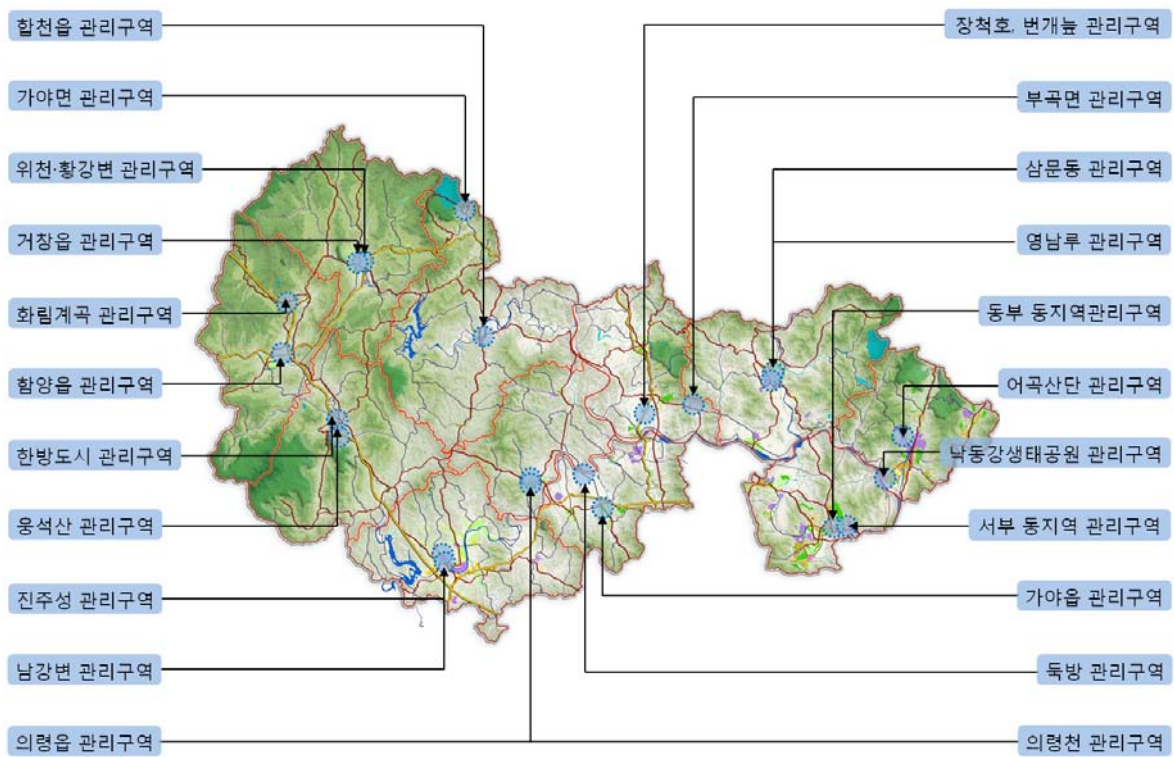 합천읍 관리구역
가야면 관리구역
위천·황강변 관리구역
거창읍 관리구역
화림계곡 관리구역
함양읍 관리구역
한방도시 관리구역
웅석산 관리구역
진주성 관리구역
남강변 관리구역
의령읍 관리구역
장척호, 번개늪 관리구역
부곡면 관리구역
삼문동 관리구역
영남루 관리구역
동부 동지역관리구역
어곡산단 관리구역
낙동강생태공원 관리구역
서부 동지역 관리구역
가야읍 관리구역
둑방 관리구역
의령천 관리구역